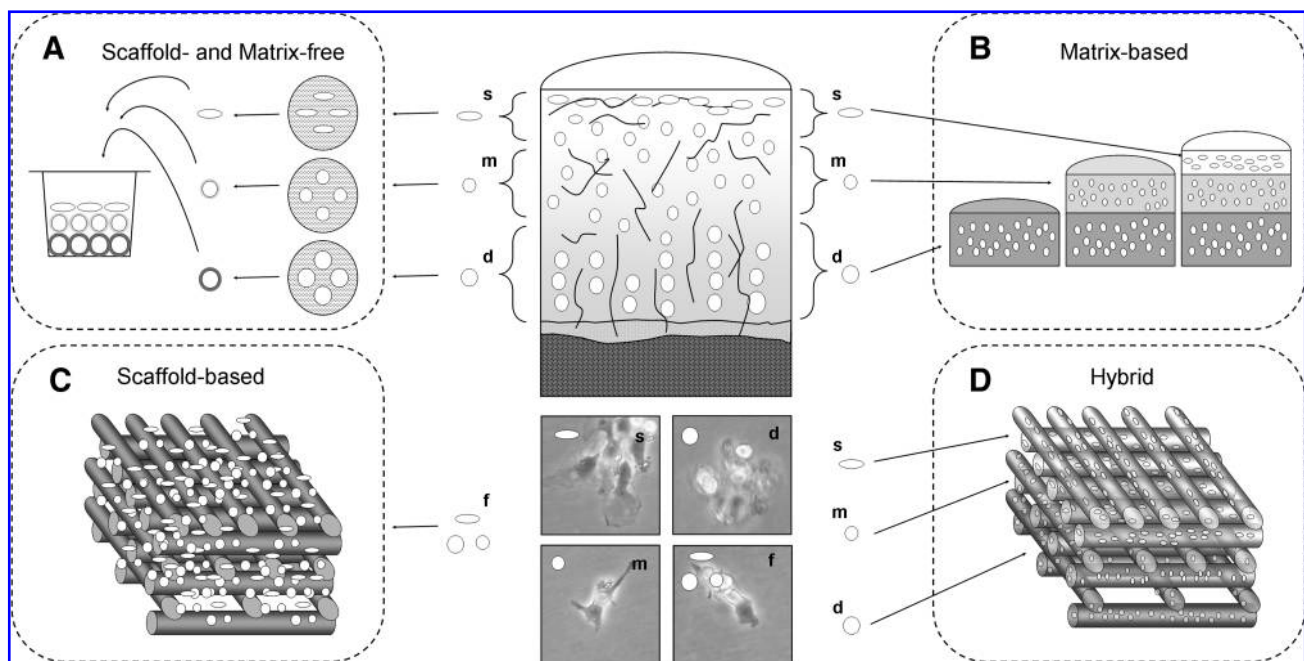 A Scaffold- and Matrix-free
s
m
d
B Matrix-based
s
m
d
C Scaffold-based
f
s
d
m
f
D Hybrid
s
m
d